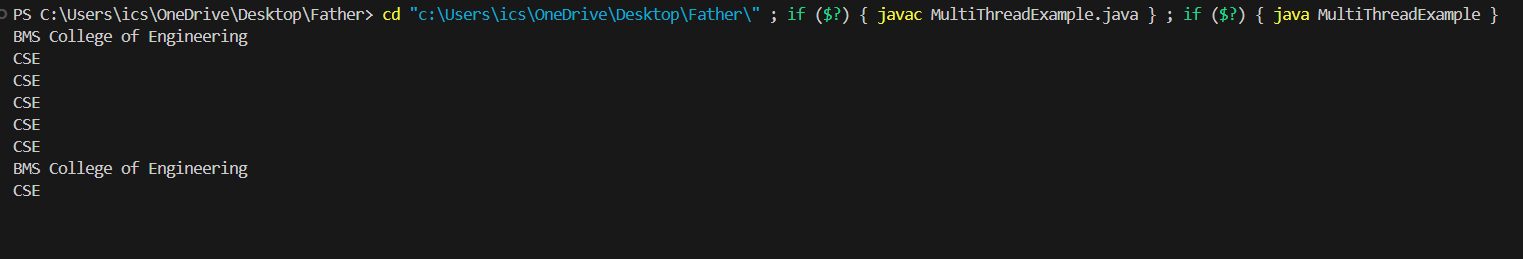 PS C:\Users\ics\OneDrive\Desktop\Father> cd "c:\Users\ics\OneDrive\Desktop\Father\" ; if ($?) { javac MultiThreadExample.java } ; if ($?) { java MultiThreadExample }
BMS College of Engineering
CSE
CSE
CSE
CSE
CSE
BMS College of Engineering
CSE